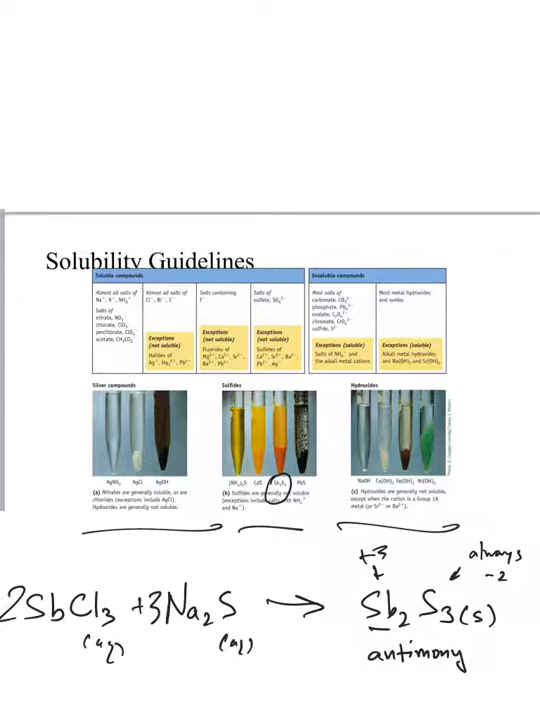 Solubility Guidelines
Soluble compounds
Insoluble compounds
Almost all salts of
Na⁺, K⁺, NH₄⁺
Salts of
nitrate, NO₃⁻
chlorate, ClO₃⁻
perchlorate, ClO₄⁻
acetate, CH₃CO₂⁻
Almost all salts of
Cl⁻, Br⁻, I⁻
Exceptions
(not soluble)
Halides of
Ag⁺, Hg₂²⁺, Pb²⁺
Salts containing
F⁻
Exceptions
(not soluble)
Fluorides of
Mg²⁺, Ca²⁺, Sr²⁺,
Ba²⁺, Pb²⁺
Salts of
sulfate, SO₄²⁻
Exceptions
(not soluble)
Sulfates of
Ca²⁺, Sr²⁺, Ba²⁺,
Pb²⁺, Ag⁺
Most salts of
carbonate, CO₃²⁻
phosphate, PO₄³⁻
oxalate, C₂O₄²⁻
chromate, CrO₄²⁻
sulfide, S²⁻
Exceptions (soluble)
Salts of NH₄⁺ and
the alkali metal cations
Most metal hydroxides
and oxides
Exceptions (soluble)
Alkali metal hydroxides
and Ba(OH)₂ and Sr(OH)₂
Silver compounds
AgNO₃ AgCl AgOH
(a) Nitrates are generally soluble, as are
chlorides (exceptions include AgCl).
Hydroxides are generally not soluble.
Sulfides
(NH₄)₂S CdS Sb₂S₃ PbS
(b) Sulfides are generally not soluble
(exceptions include salts with NH₄⁺
and Na⁺).
Hydroxides
NaOH Ca(OH)₂ Fe(OH)₃ Ni(OH)₂
(c) Hydroxides are generally not soluble,
except when the cation is a Group 1A
metal (or Sr²⁺ or Ba²⁺).
+3
always
-2
2SbCl₃ + 3Na₂S → Sb₂S₃(s)
(aq) (aq)
antimony